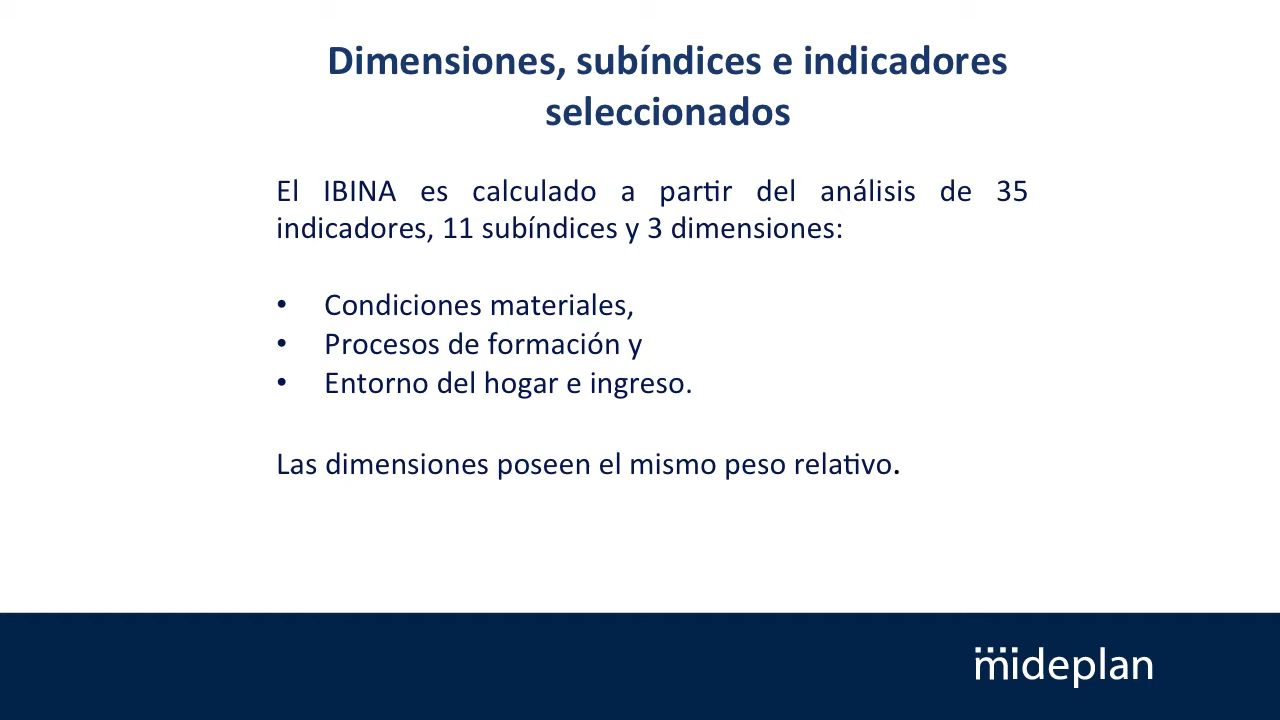 Dimensiones, subíndices e indicadores
seleccionados
El IBINA es calculado a partir del análisis de 35
indicadores, 11 subíndices y 3 dimensiones:
• Condiciones materiales,
• Procesos de formación y
• Entorno del hogar e ingreso.
Las dimensiones poseen el mismo peso relativo.
mideplan